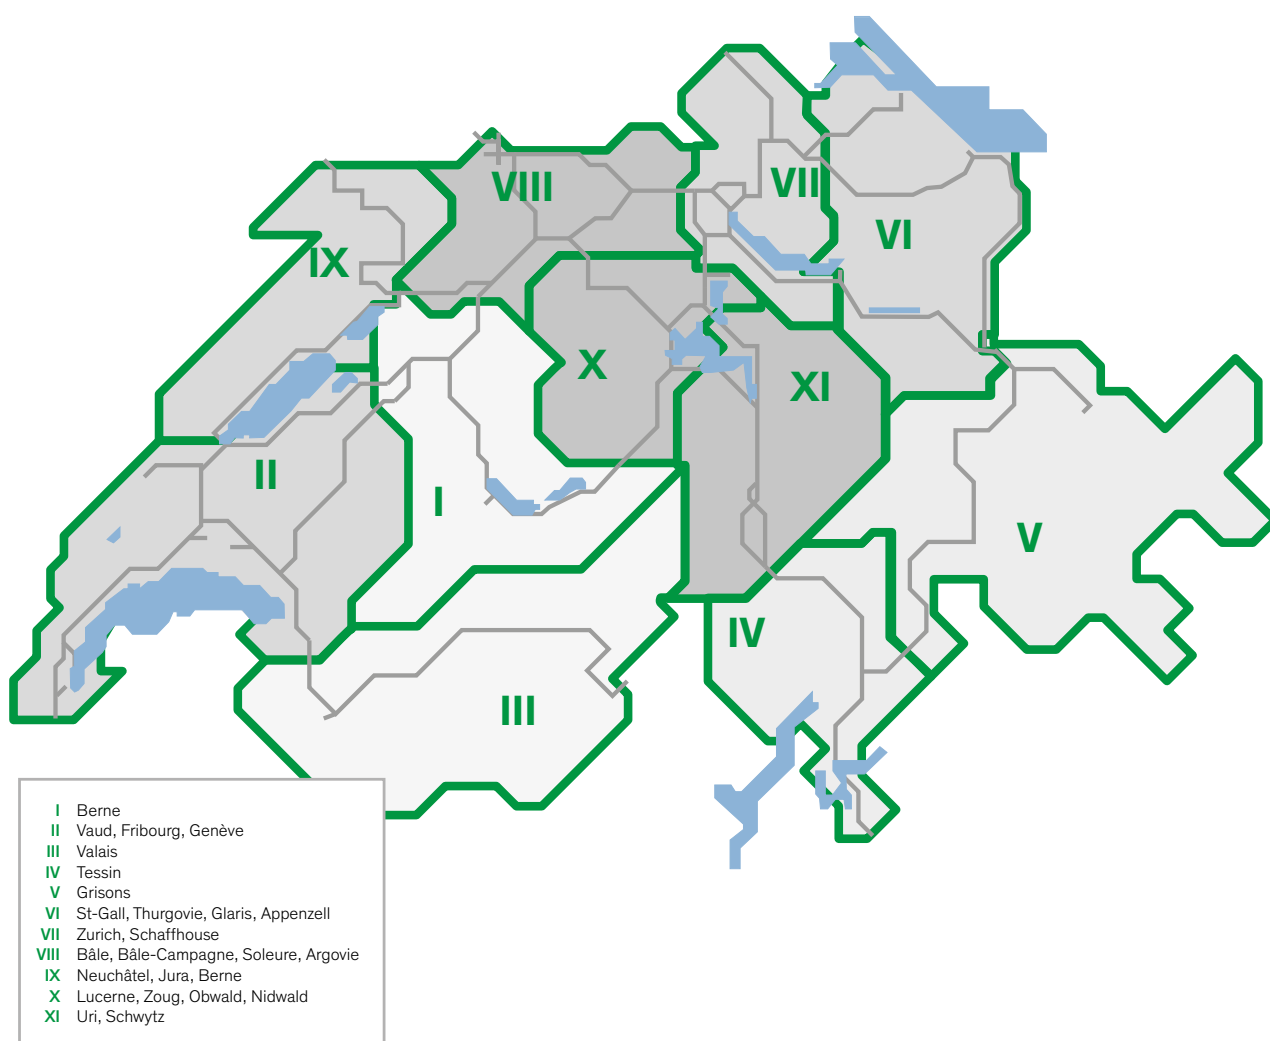 VIII
VII
VI
IX
X
XI
II
I
V
IV
III
I Berne
II Vaud, Fribourg, Genève
III Valais
IV Tessin
V Grisons
VI St-Gall, Thurgovie, Glaris, Appenzell
VII Zurich, Schaffhouse
VIII Bâle, Bâle-Campagne, Soleure, Argovie
IX Neuchâtel, Jura, Berne
X Lucerne, Zoug, Obwald, Nidwald
XI Uri, Schwytz